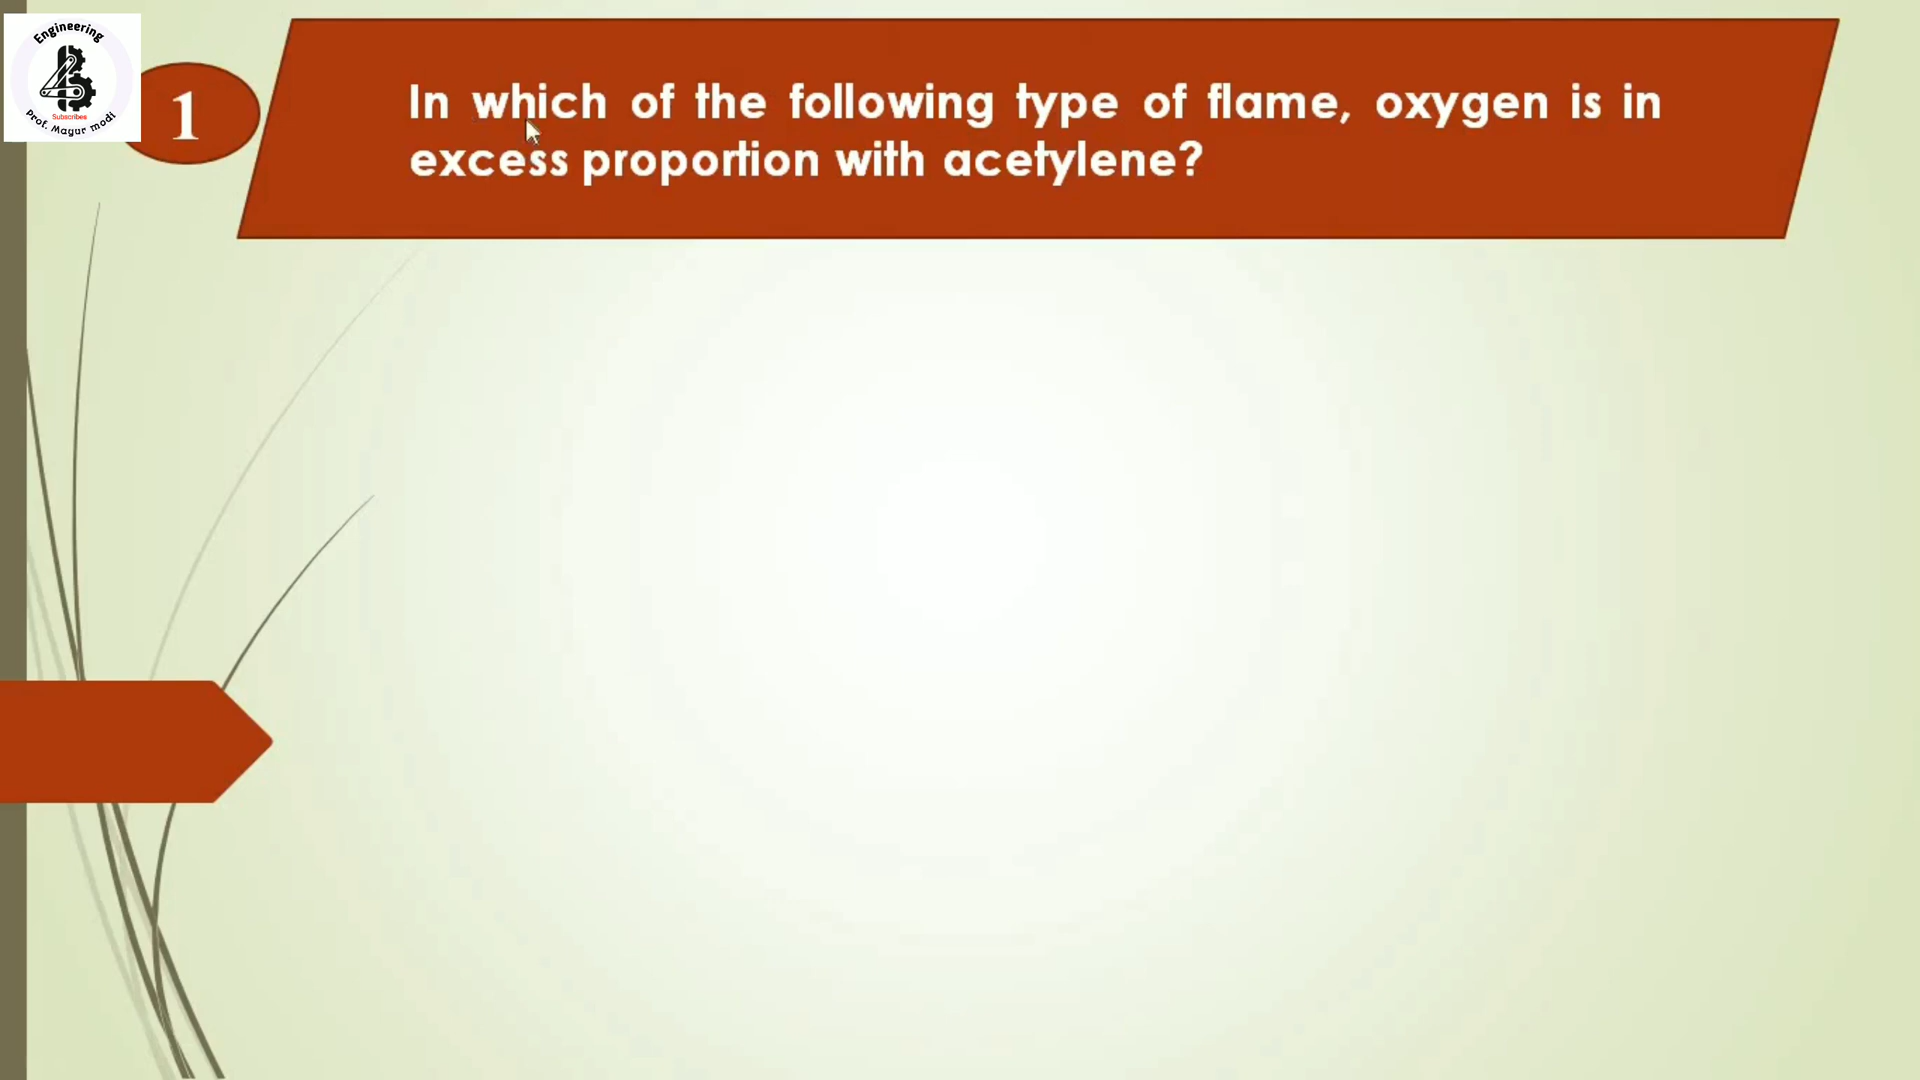 Engineering
Subscribes
Prof. Mayur modi
1
In which of the following type of flame, oxygen is in
excess proportion with acetylene?